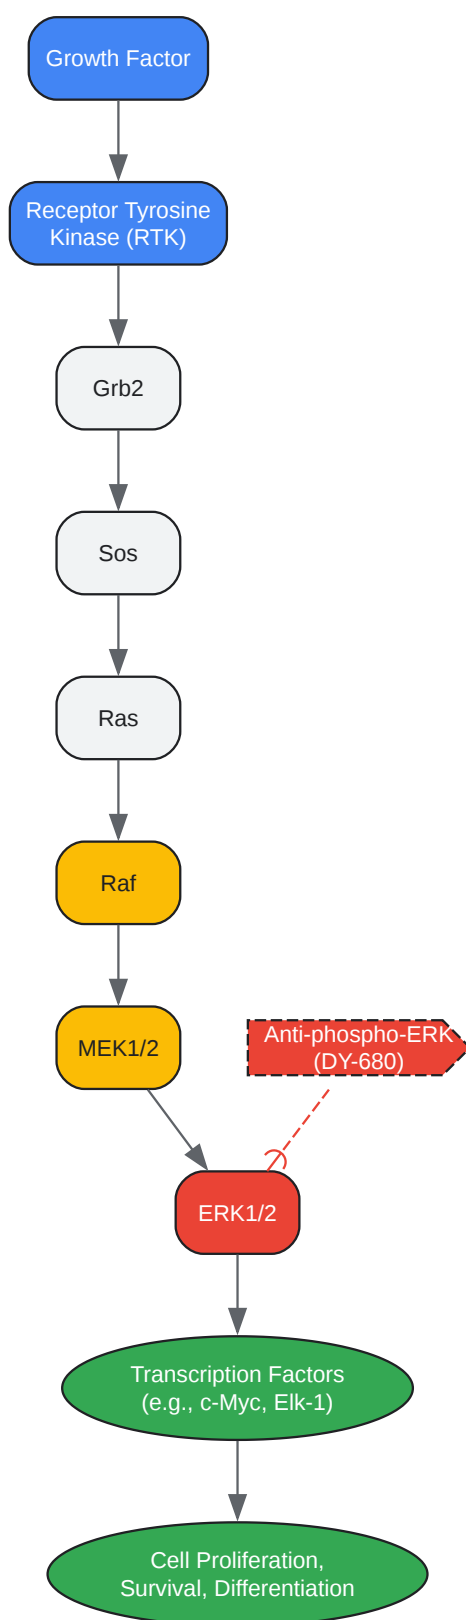 Growth Factor
Receptor Tyrosine
Kinase (RTK)
Grb2
Sos
Ras
Raf
MEK1/2
Anti-phospho-ERK
(DY-680)
ERK1/2
Transcription Factors
(e.g., c-Myc, Elk-1)
Cell Proliferation,
Survival, Differentiation